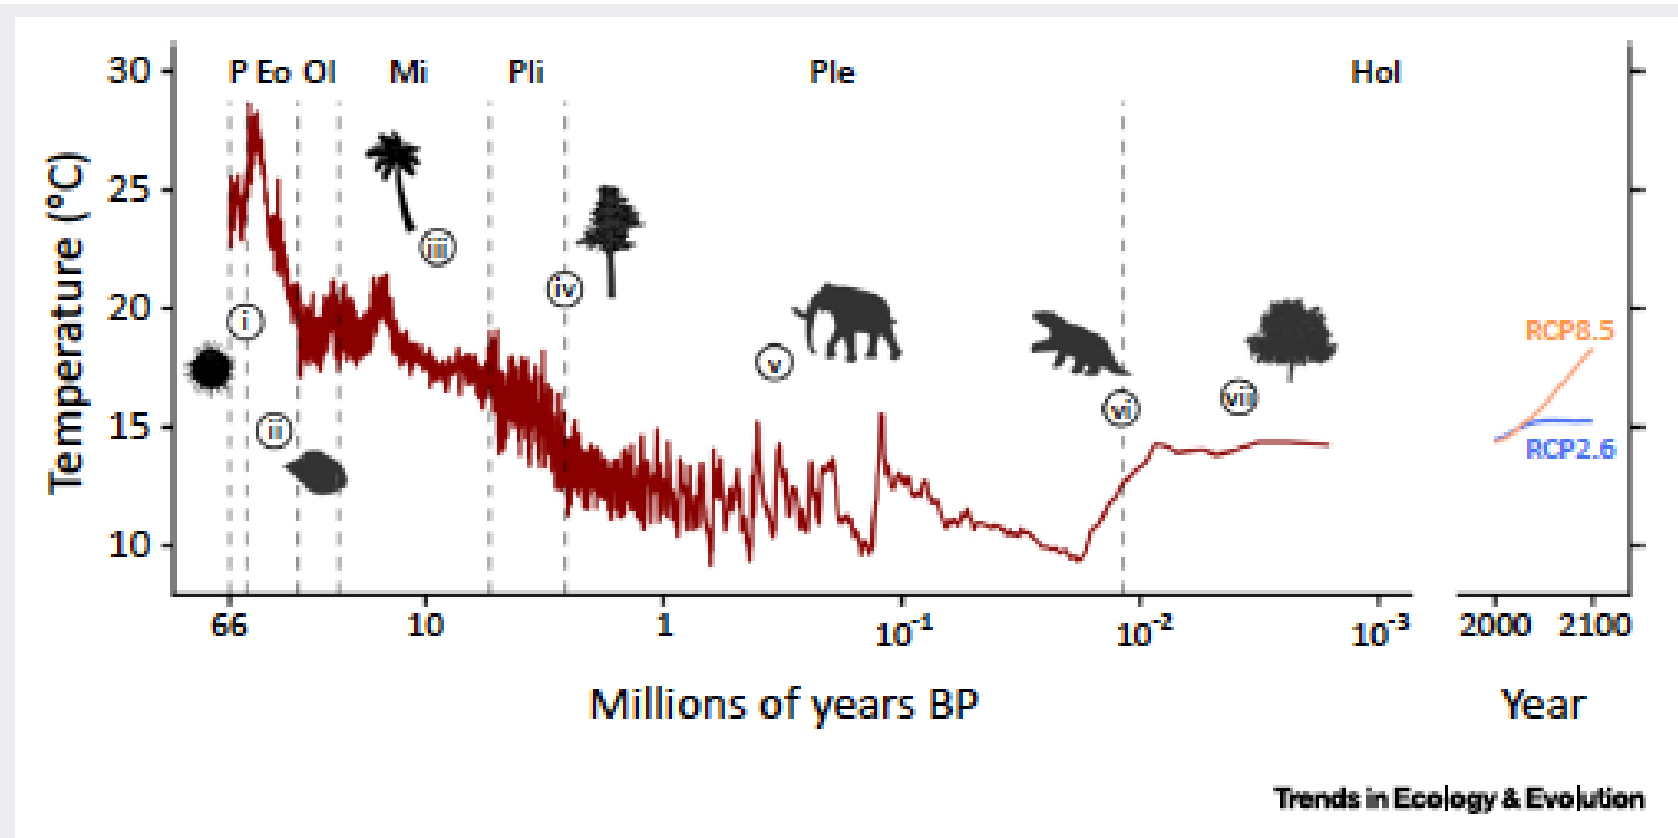 P Eo Ol Mi Pli Ple Hol
30
25
20
15
10
Temperature (°C)
i
ii
iii
iv
v
vi
vii
RCP8.5
RCP2.6
66 10 1 10⁻¹ 10⁻² 10⁻³ 2000 2100
Millions of years BP Year
Trends in Ecology & Evolution